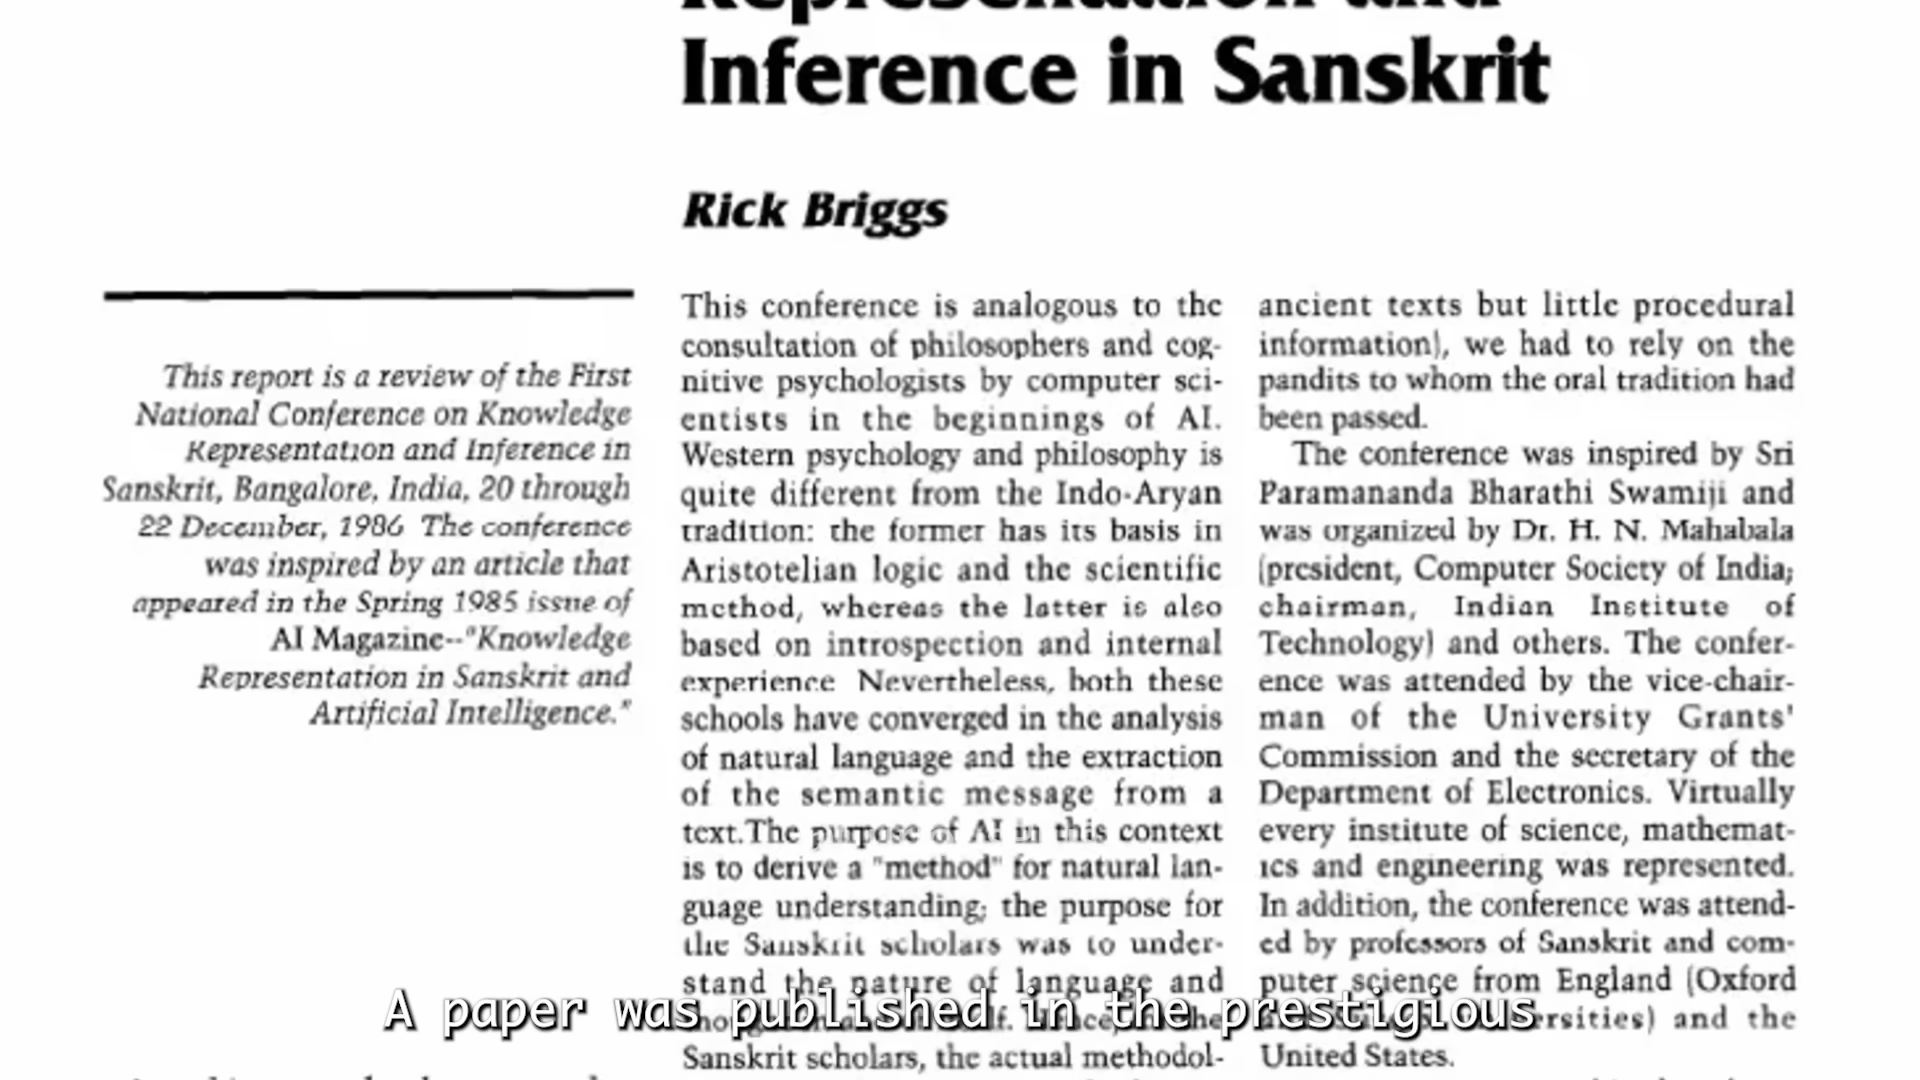 Representation and
Inference in Sanskrit
Rick Briggs
This report is a review of the First
National Conference on Knowledge
Representation and Inference in
Sanskrit, Bangalore, India, 20 through
22 December, 1986 The conference
was inspired by an article that
appeared in the Spring 1985 issue of
AI Magazine--"Knowledge
Representation in Sanskrit and
Artificial Intelligence."
This conference is analogous to the
consultation of philosophers and cog-
nitive psychologists by computer sci-
entists in the beginnings of AI.
Western psychology and philosophy is
quite different from the Indo-Aryan
tradition: the former has its basis in
Aristotelian logic and the scientific
method, whereas the latter is also
based on introspection and internal
experience Nevertheless, both these
schools have converged in the analysis
of natural language and the extraction
of the semantic message from a
text.The purpose of AI in this context
is to derive a "method" for natural lan-
guage understanding; the purpose for
the Sanskrit scholars was to under-
stand the nature of language and
Sanskrit scholars, the actual methodol-
ancient texts but little procedural
information), we had to rely on the
pandits to whom the oral tradition had
been passed.
The conference was inspired by Sri
Paramananda Bharathi Swamiji and
was organized by Dr. H. N. Mahabala
(president, Computer Society of India;
chairman, Indian Institute of
Technology) and others. The confer-
ence was attended by the vice-chair-
man of the University Grants'
Commission and the secretary of the
Department of Electronics. Virtually
every institute of science, mathemat-
ics and engineering was represented.
In addition, the conference was attend-
ed by professors of Sanskrit and com-
puter science from England (Oxford
and the
United States.
A paper was published in the prestigious